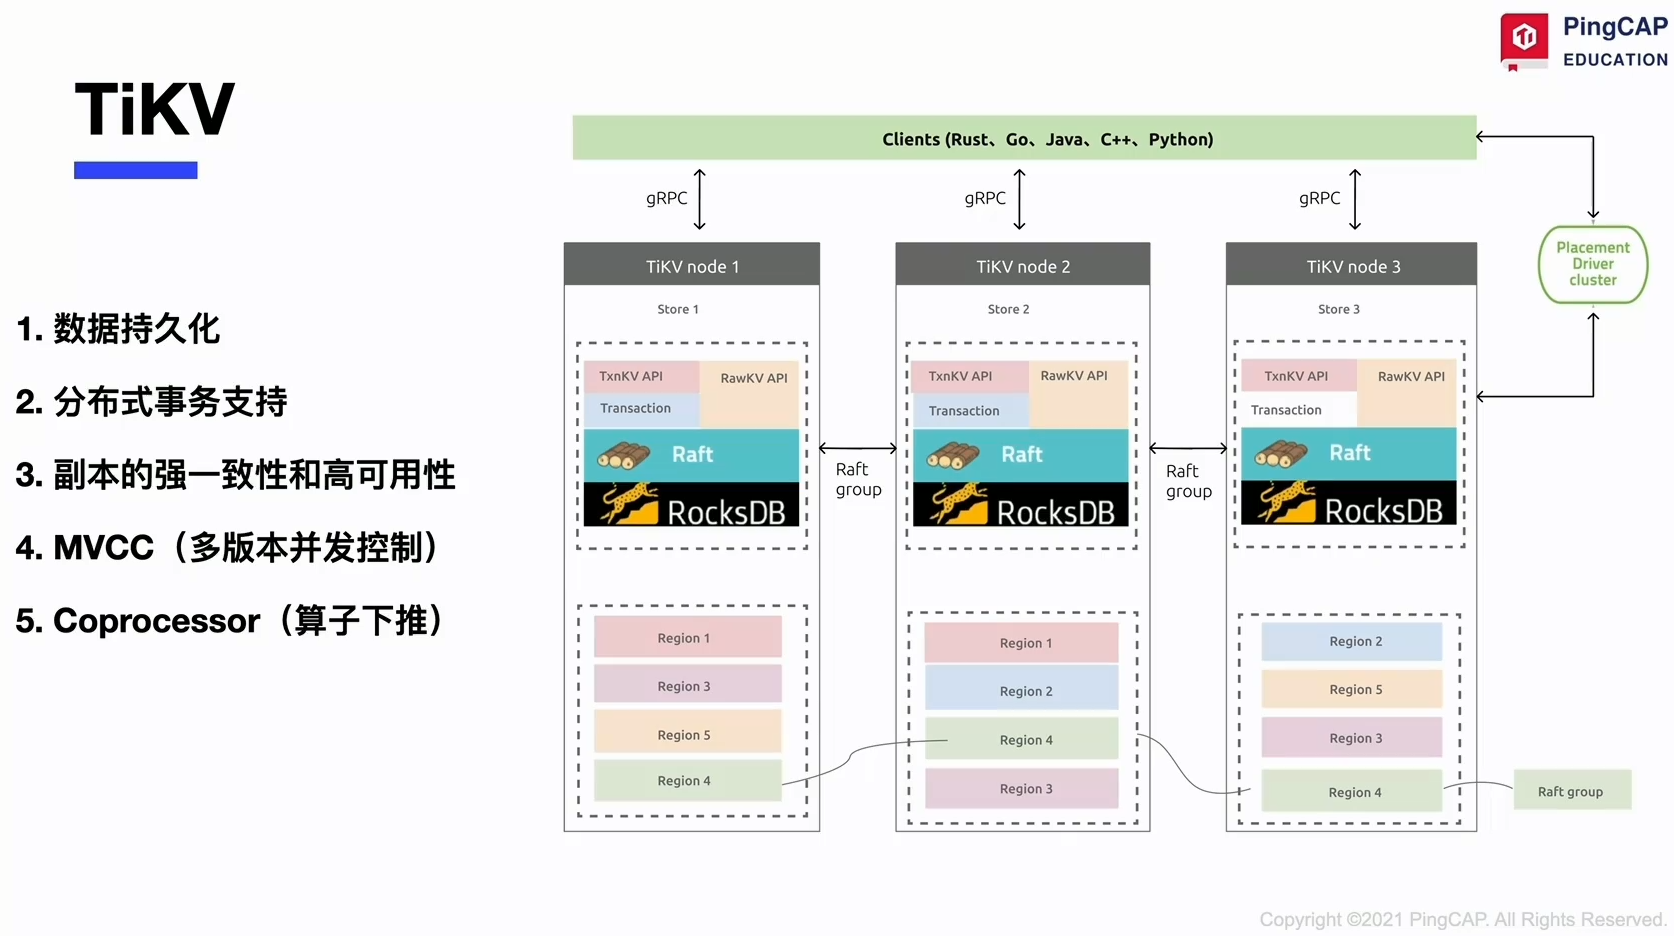 PingCAP
EDUCATION
TiKV
1. 数据持久化
2. 分布式事务支持
3. 副本的强一致性和高可用性
4. MVCC（多版本并发控制）
5. Coprocessor（算子下推）
Clients (Rust、Go、Java、C++、Python)
gRPC
gRPC
gRPC
Placement
Driver
cluster
TiKV node 1
Store 1
TxnKV API
RawKV API
Transaction
Raft
RocksDB
Region 1
Region 3
Region 5
Region 4
Raft
group
TiKV node 2
Store 2
TxnKV API
RawKV API
Transaction
Raft
RocksDB
Region 1
Region 2
Region 4
Region 3
Raft
group
TiKV node 3
Store 3
TxnKV API
RawKV API
Transaction
Raft
RocksDB
Region 2
Region 5
Region 3
Region 4
Raft group
Copyright ©2021 PingCAP. All Rights Reserved.